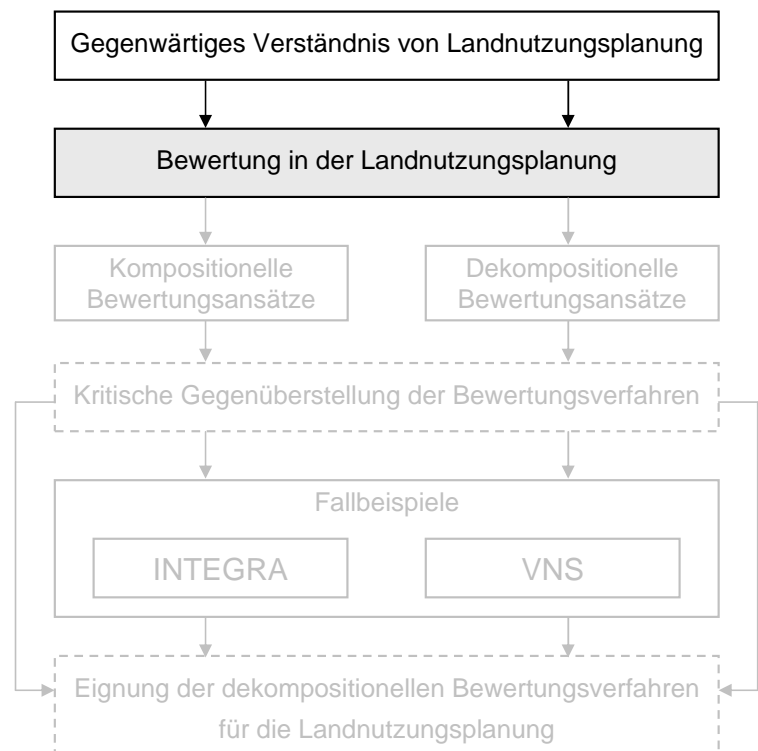 Gegenwärtiges Verständnis von Landnutzungsplanung
Bewertung in der Landnutzungsplanung
Kompositionelle
Bewertungsansätze
Dekompositionelle
Bewertungsansätze
Kritische Gegenüberstellung der Bewertungsverfahren
Fallbeispiele
INTEGRA
VNS
Eignung der dekompositionellen Bewertungsverfahren
für die Landnutzungsplanung